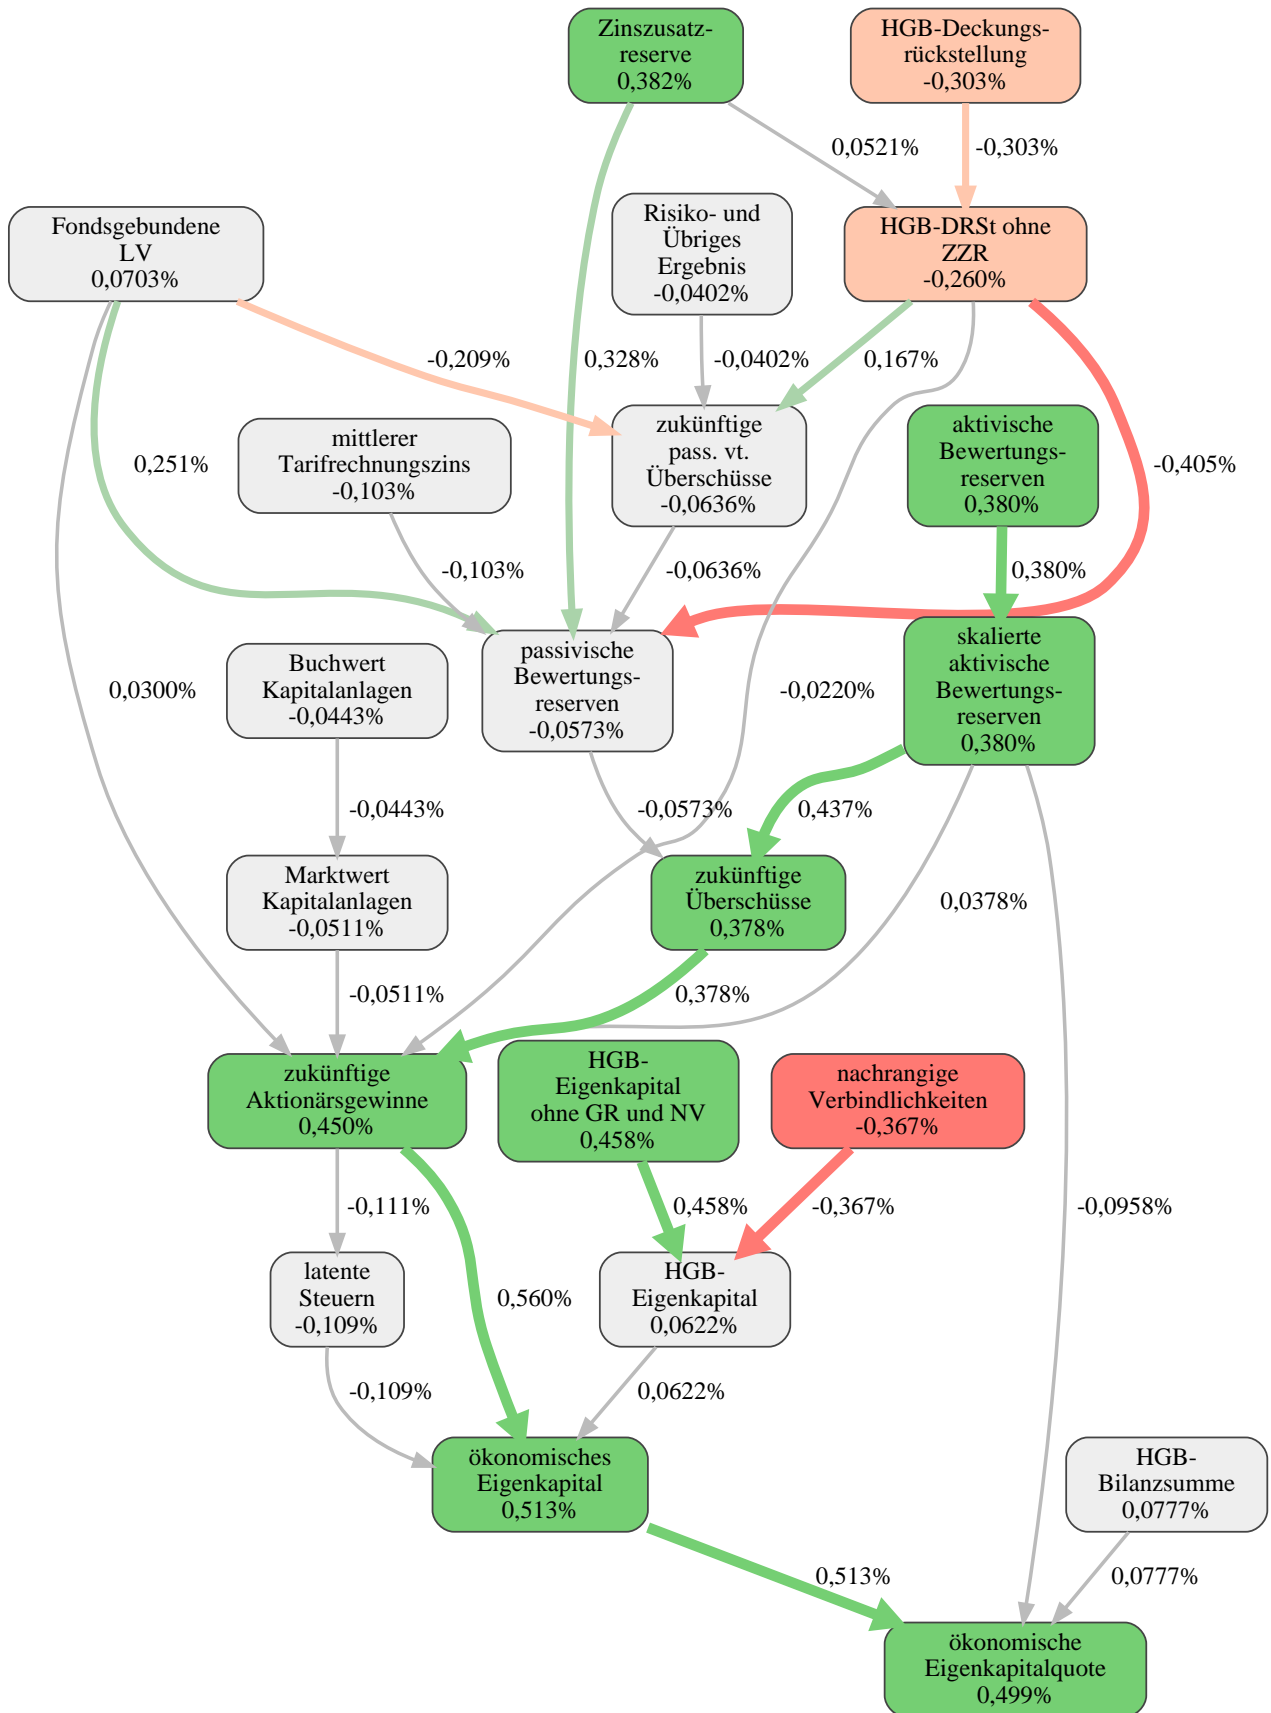 Zinszusatz-
reserve
0,382%
HGB-Deckungs-
rückstellung
-0,303%
0,0521%
-0,303%
Fondsgebundene
LV
0,0703%
Risiko- und
Übriges
Ergebnis
-0,0402%
HGB-DRSt ohne
ZZR
-0,260%
-0,209%
0,328%
-0,0402%
0,167%
mittlerer
Tarifrechnungszins
-0,103%
zukünftige
pass. vt.
Überschüsse
-0,0636%
aktivische
Bewertungs-
reserven
0,380%
0,251%
-0,405%
-0,103%
-0,0636%
0,380%
Buchwert
Kapitalanlagen
-0,0443%
passivische
Bewertungs-
reserven
-0,0573%
skalierte
aktivische
Bewertungs-
reserven
0,380%
0,0300%
-0,0220%
-0,0443%
-0,0573%
0,437%
Marktwert
Kapitalanlagen
-0,0511%
zukünftige
Überschüsse
0,378%
0,0378%
-0,0511%
0,378%
zukünftige
Aktionärsgewinne
0,450%
HGB-
Eigenkapital
ohne GR und NV
0,458%
nachrangige
Verbindlichkeiten
-0,367%
-0,111%
0,458%
-0,367%
-0,0958%
latente
Steuern
-0,109%
0,560%
HGB-
Eigenkapital
0,0622%
-0,109%
0,0622%
ökonomisches
Eigenkapital
0,513%
HGB-
Bilanzsumme
0,0777%
0,513%
0,0777%
ökonomische
Eigenkapitalquote
0,499%